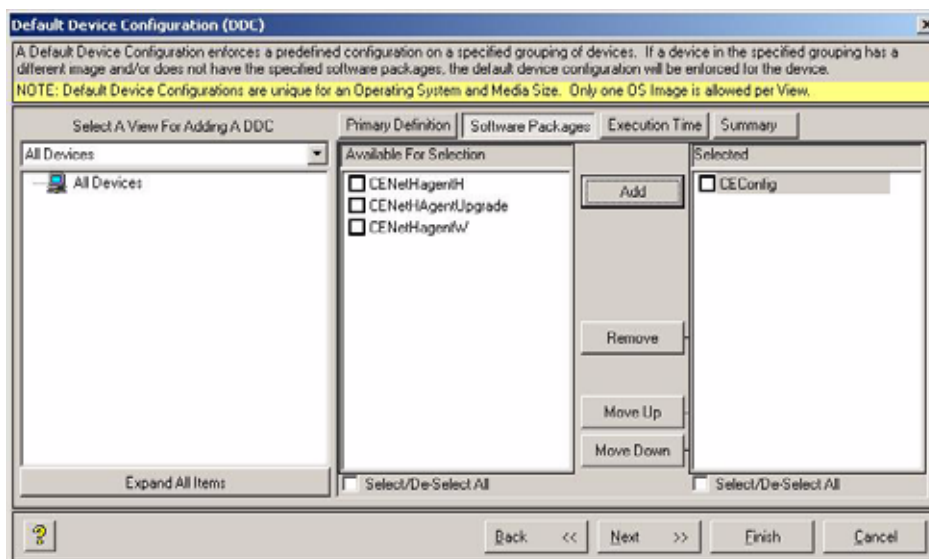 Default Device Configuration (DDC)
A Default Device Configuration enforces a predefined configuration on a specified grouping of devices. If a device in the specified grouping has a
different image and/or does not have the specified software packages, the default device configuration will be enforced for the device.
NOTE: Default Device Configurations are unique for an Operating System and Media Size. Only one OS Image is allowed per View.
Select A View For Adding A DDC
All Devices
All Devices
Expand All Items
Primary Definition
Software Packages
Execution Time
Summary
Available For Selection
CENetHagentH
CENetHAgentUpgrade
CENetHagentW
Select/De-Select All
Add
Remove
Move Up
Move Down
Selected
CEConfig
Select/De-Select All
Back <<
Next >>
Finish
Cancel